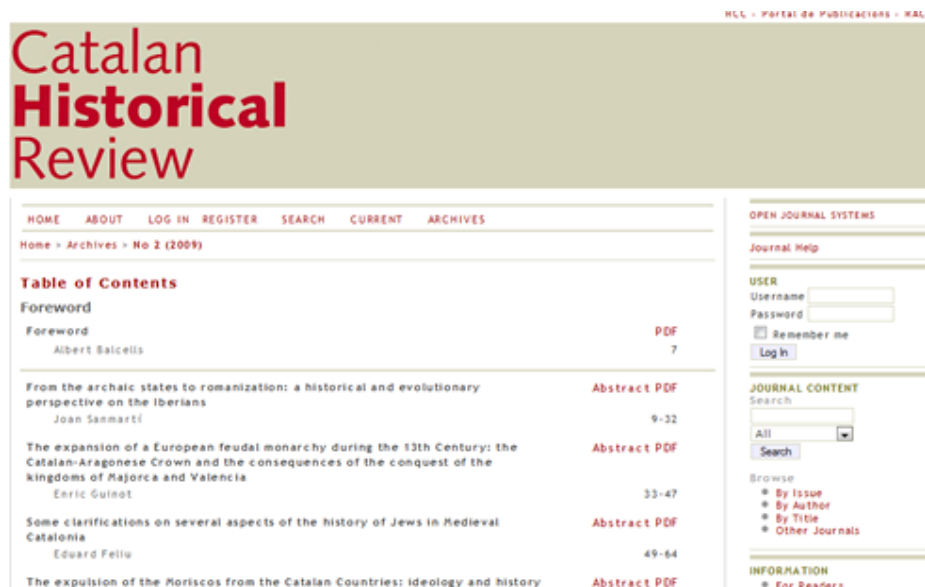 HCC - Portal de Publicacions - RAC
Catalan
Historical
Review
HOME ABOUT LOG IN REGISTER SEARCH CURRENT ARCHIVES
Home > Archives > No 2 (2009)
Table of Contents
Foreword
Foreword PDF
Albert Balcells 7
From the archaic states to romanization: a historical and evolutionary Abstract PDF
perspective on the Iberians
Joan Sanmartí 9-32
The expansion of a European feudal monarchy during the 13th Century: the Abstract PDF
Catalan-Aragonese Crown and the consequences of the conquest of the
kingdoms of Majorca and Valencia
Enric Guinot 33-47
Some clarifications on several aspects of the history of Jews in Medieval Abstract PDF
Catalonia
Eduard Feliu 49-64
The expulsion of the Moriscos from the Catalan Countries: ideology and history Abstract PDF
OPEN JOURNAL SYSTEMS
Journal Help
USER
Username
Password
Remember me
Log In
JOURNAL CONTENT
Search
All
Search
Browse
By Issue
By Author
By Title
Other Journals
INFORMATION
For Readers